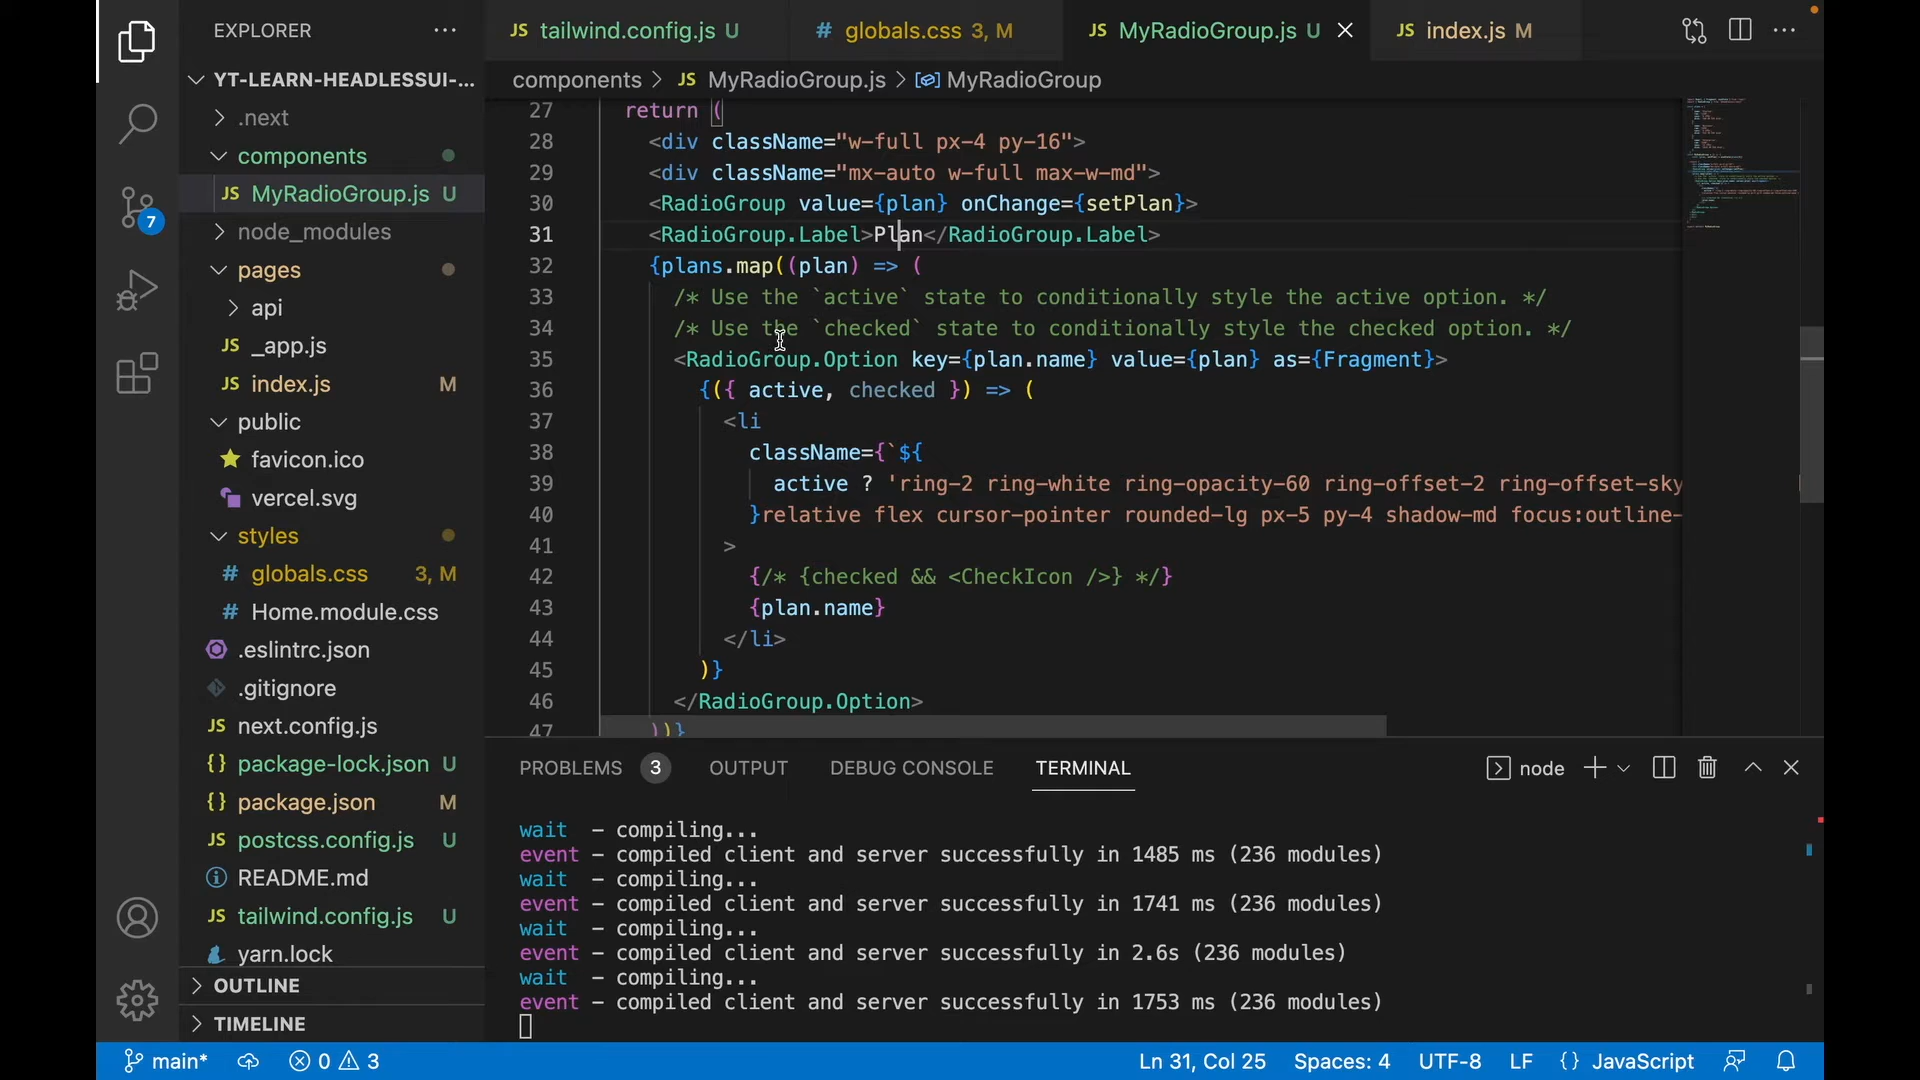 EXPLORER
YT-LEARN-HEADLESSUI-...
.next
components
MyRadioGroup.js U
node_modules
pages
api
JS _app.js
JS index.js M
public
favicon.ico
vercel.svg
styles
# globals.css 3, M
# Home.module.css
.eslintrc.json
.gitignore
JS next.config.js
{} package-lock.json U
{} package.json M
JS postcss.config.js U
README.md
JS tailwind.config.js U
yarn.lock
OUTLINE
TIMELINE
7
JS tailwind.config.js U
# globals.css 3, M
JS MyRadioGroup.js U
JS index.js M
components > JS MyRadioGroup.js > MyRadioGroup
27 return (
28 <div className="w-full px-4 py-16">
29 <div className="mx-auto w-full max-w-md">
30 <RadioGroup value={plan} onChange={setPlan}>
31 <RadioGroup.Label>Plan</RadioGroup.Label>
32 {plans.map((plan) => (
33 /* Use the `active` state to conditionally style the active option. */
34 /* Use the `checked` state to conditionally style the checked option. */
35 <RadioGroup.Option key={plan.name} value={plan} as={Fragment}>
36 {({ active, checked }) => (
37 <li
38 className={`${
39 active ? 'ring-2 ring-white ring-opacity-60 ring-offset-2 ring-offset-sky
40 }relative flex cursor-pointer rounded-lg px-5 py-4 shadow-md focus:outline-
41 >
42 {/* {checked && <CheckIcon />} */}
43 {plan.name}
44 </li>
45 )}
46 </RadioGroup.Option>
47 ))}
PROBLEMS 3 OUTPUT DEBUG CONSOLE TERMINAL
node
wait – compiling...
event – compiled client and server successfully in 1485 ms (236 modules)
wait – compiling...
event – compiled client and server successfully in 1741 ms (236 modules)
wait – compiling...
event – compiled client and server successfully in 2.6s (236 modules)
wait – compiling...
event – compiled client and server successfully in 1753 ms (236 modules)
main* 0 3
Ln 31, Col 25 Spaces: 4 UTF-8 LF {} JavaScript